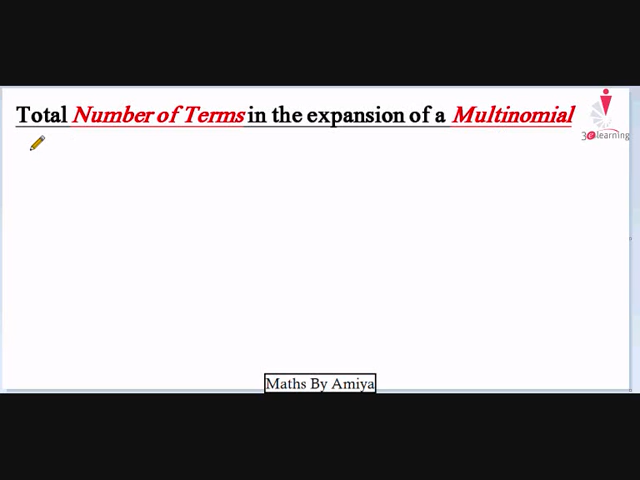 Total Number of Terms in the expansion of a Multinomial
3e learning
Maths By Amiya